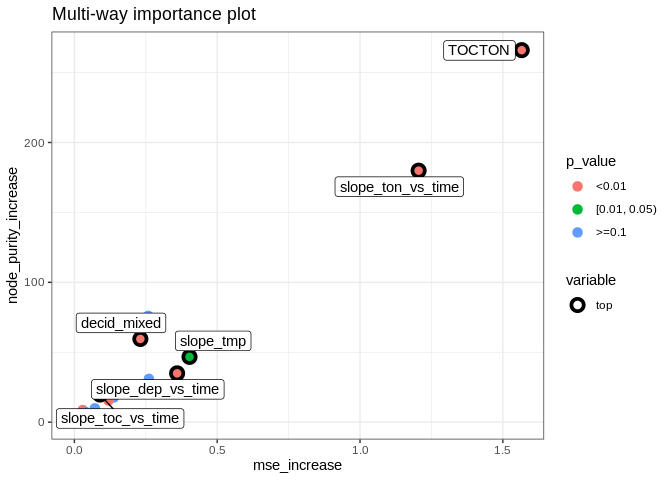 Multi-way importance plot
node_purity_increase
200
100
0
TOCTON
slope_ton_vs_time
decid_mixed
slope_tmp
slope_dep_vs_time
slope_toc_vs_time
0.0
0.5
1.0
1.5
mse_increase
p_value
<0.01
[0.01, 0.05)
>=0.1
variable
top